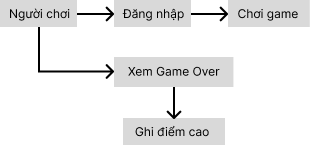 Người chơi
Đăng nhập
Chơi game
Xem Game Over
Ghi điểm cao